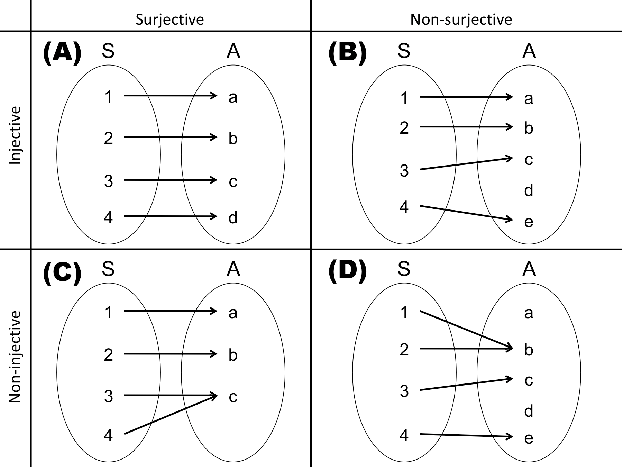 Surjective Non-surjective
Injective
(A) S A
1 a
2 b
3 c
4 d
(B) S A
1 a
2 b
3 c
d
4 e
Non-injective
(C) S A
1 a
2 b
3 c
4
(D) S A
1 a
2 b
3 c
d
4 e